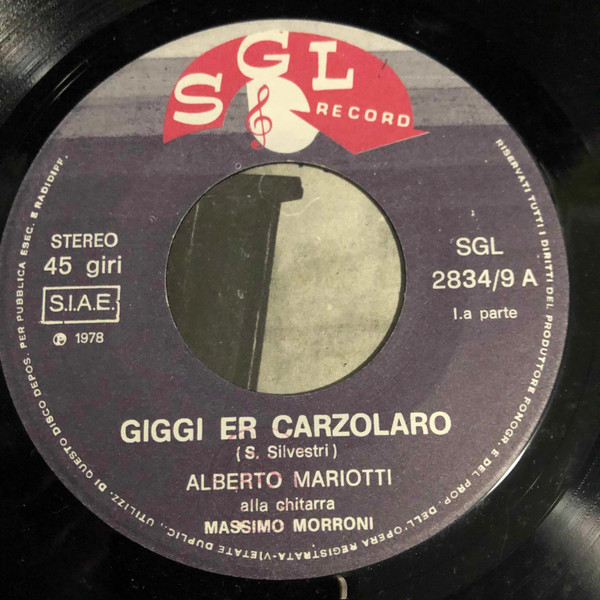 SGL
RECORD
STEREO
45 giri
S.I.A.E.
℗ 1978
SGL
2834/9 A
I.a parte
GIGGI ER CARZOLARO
(S. Silvestri)
ALBERTO MARIOTTI
alla chitarra
MASSIMO MORRONI
RISERVATI TUTTI I DIRITTI DEL PRODUTTORE FONOGR. E DEL PROP. DELL'OPERA REGISTRATA-VIETATE DUPLIC., UTILIZZ. DI QUESTO DISCO DEPOS. PER PUBBLICA ESEC. E RADIDIFF.